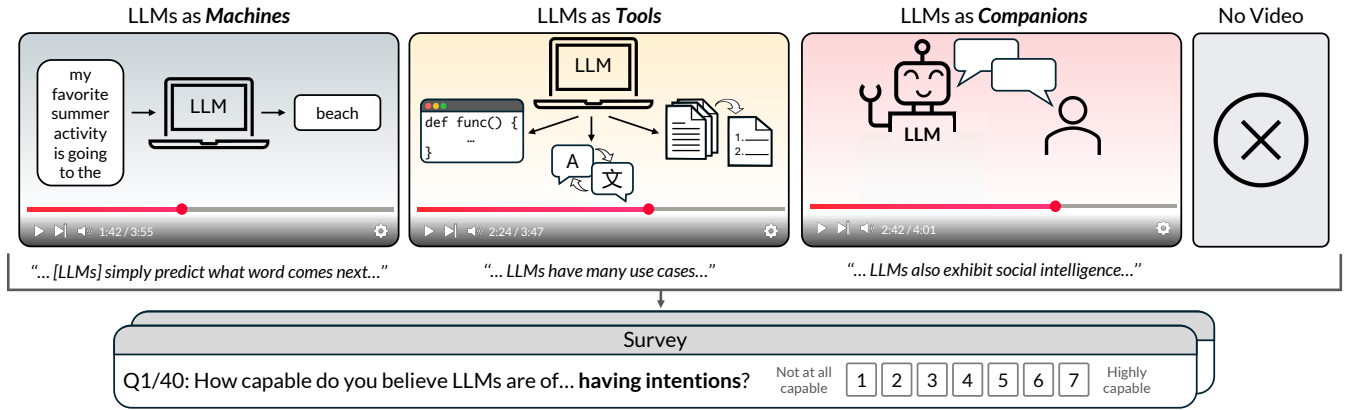 LLMs as Machines
my
favorite
summer
activity
is going
to the
LLM
beach
1:42 / 3:55
“… [LLMs] simply predict what word comes next…”
LLMs as Tools
LLM
def func() {
…
}
A
文
1.
2.
2:24 / 3:47
“… LLMs have many use cases…”
LLMs as Companions
LLM
2:42 / 4:01
“… LLMs also exhibit social intelligence…”
No Video
Survey
Q1/40: How capable do you believe LLMs are of… having intentions?
Not at all
capable
1 2 3 4 5 6 7
Highly
capable